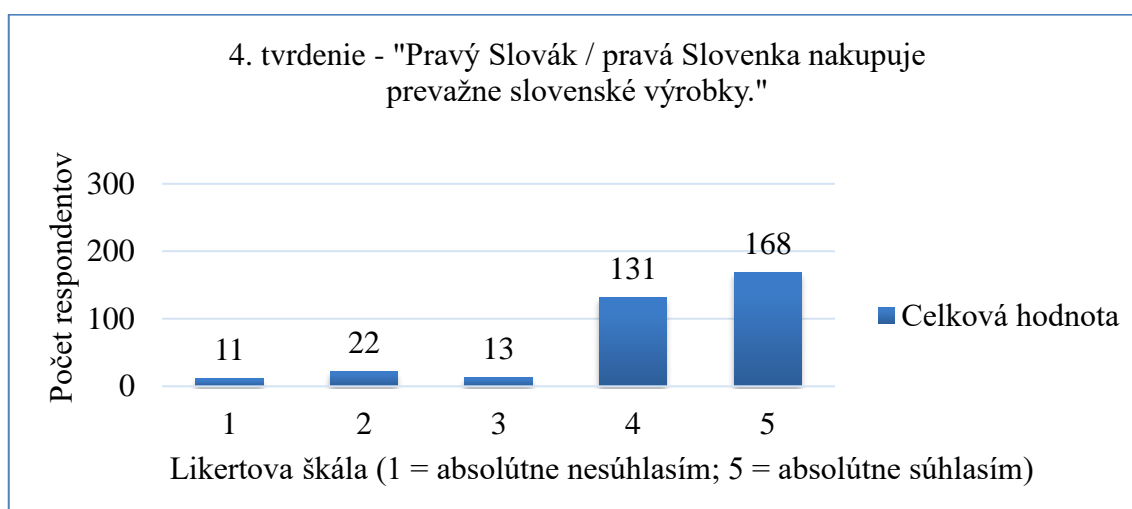 4. tvrdenie - "Pravý Slovák / pravá Slovenka nakupuje
prevažne slovenské výrobky."
Počet respondentov
300
200
100
0
11
22
13
131
168
1
2
3
4
5
Celková hodnota
Likertova škála (1 = absolútne nesúhlasím; 5 = absolútne súhlasím)